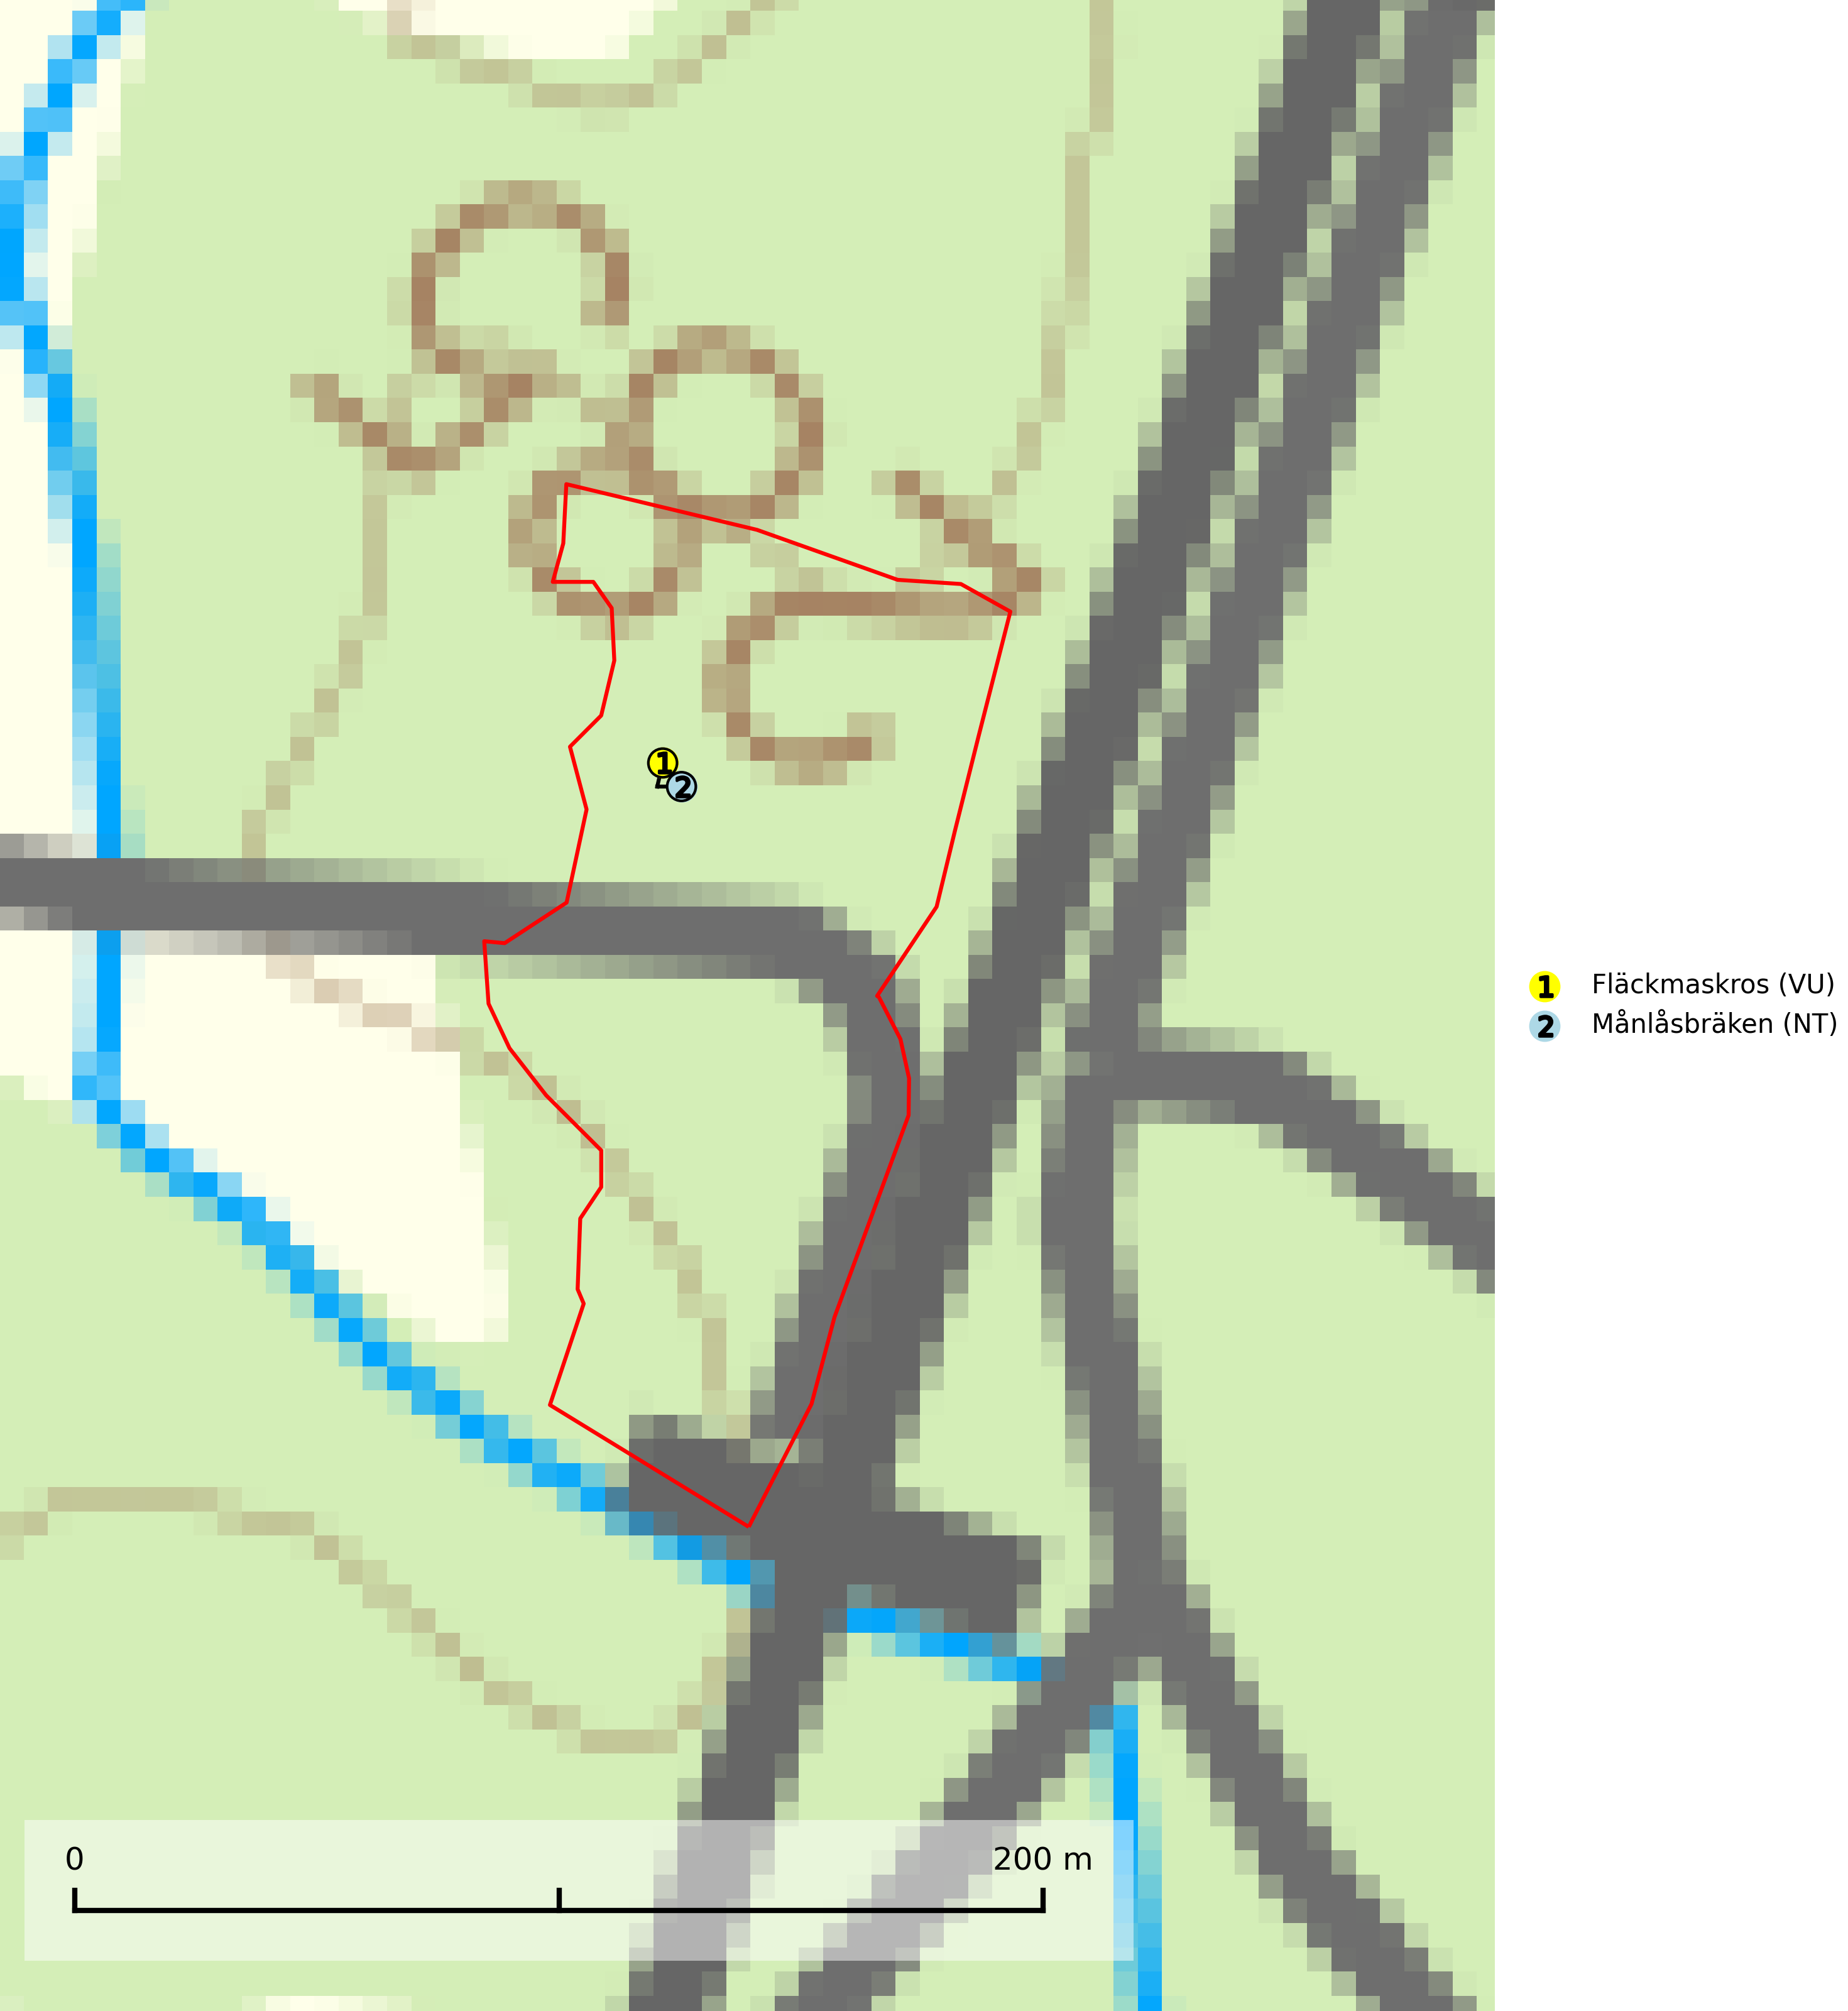 1
2
1 Fläckmaskros (VU)
2 Månlåsbräken (NT)
0 200 m